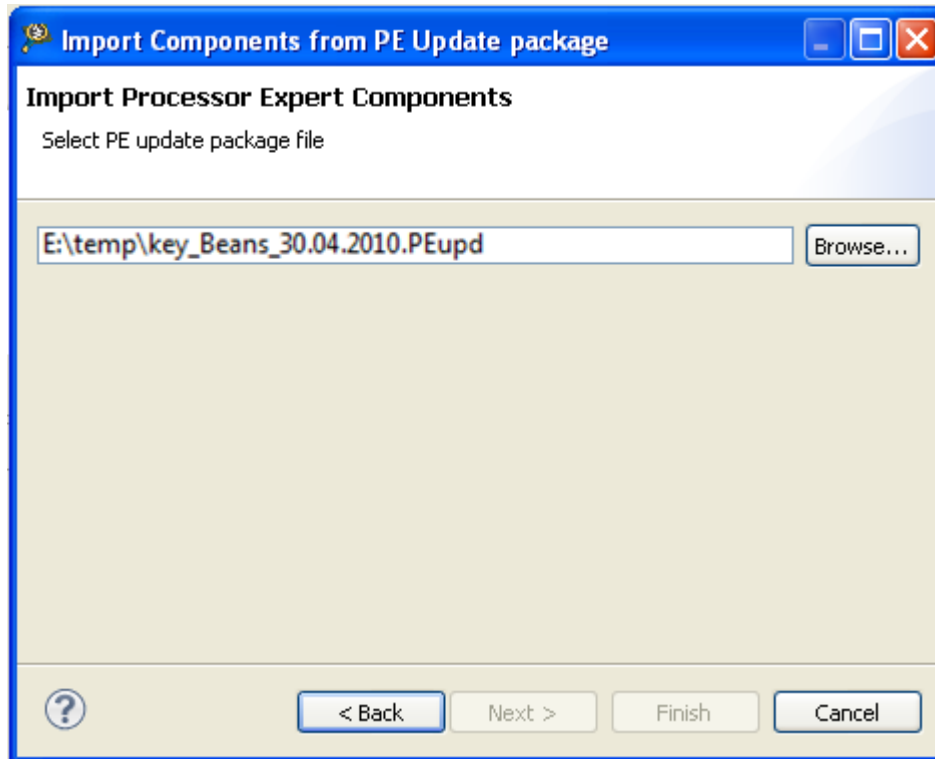 Import Components from PE Update package
Import Processor Expert Components
Select PE update package file
E:\temp\key_Beans_30.04.2010.PEupd
Browse...
?
< Back
Next >
Finish
Cancel